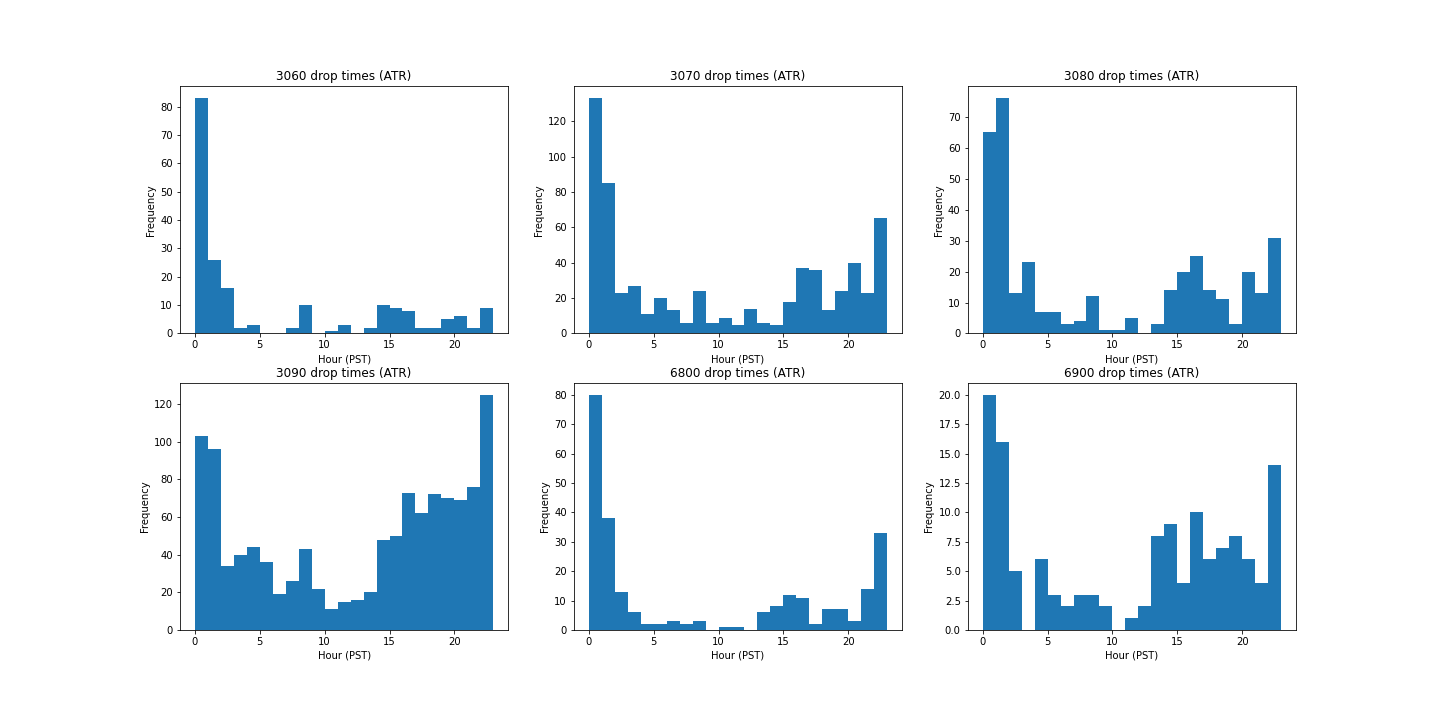 3060 drop times (ATR)
Frequency
80
70
60
50
40
30
20
10
0
0 5 10 15 20
Hour (PST)
3070 drop times (ATR)
Frequency
120
100
80
60
40
20
0
0 5 10 15 20
Hour (PST)
3080 drop times (ATR)
Frequency
70
60
50
40
30
20
10
0
0 5 10 15 20
Hour (PST)
3090 drop times (ATR)
Frequency
120
100
80
60
40
20
0
0 5 10 15 20
Hour (PST)
6800 drop times (ATR)
Frequency
80
70
60
50
40
30
20
10
0
0 5 10 15 20
Hour (PST)
6900 drop times (ATR)
Frequency
20.0
17.5
15.0
12.5
10.0
7.5
5.0
2.5
0.0
0 5 10 15 20
Hour (PST)